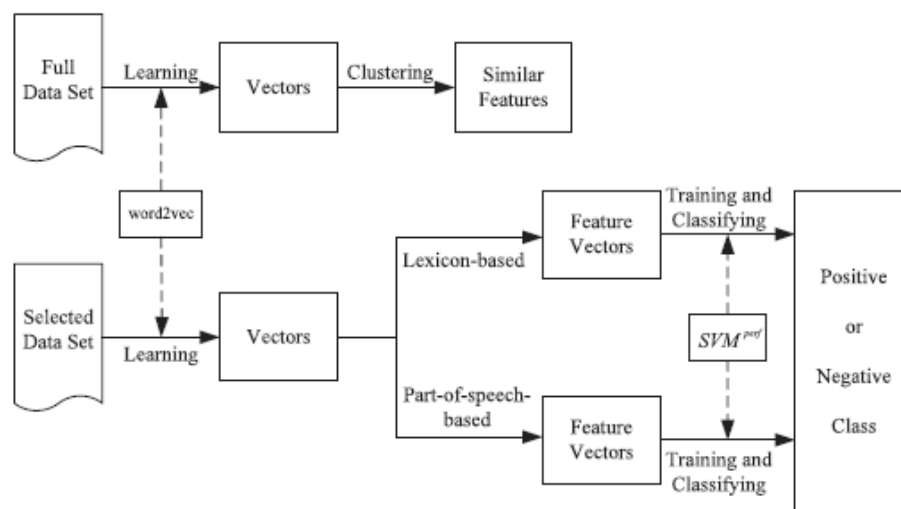 Full
Data Set
Learning
Vectors
Clustering
Similar
Features
word2vec
Selected
Data Set
Learning
Vectors
Lexicon-based
Part-of-speech-
based
Feature
Vectors
Training and
Classifying
SVM^perf
Feature
Vectors
Training and
Classifying
Positive
or
Negative
Class